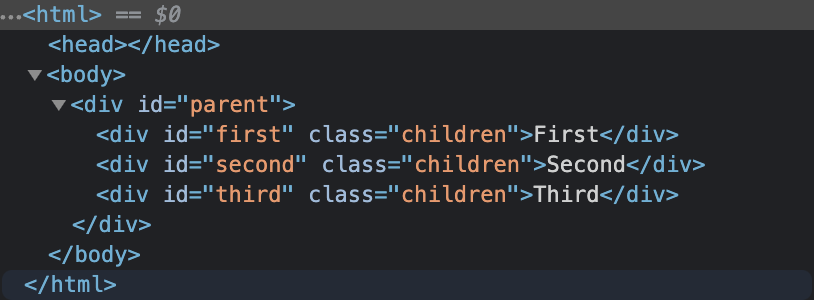 …<html> == $0
<head></head>
▼<body>
▼<div id="parent">
<div id="first" class="children">First</div>
<div id="second" class="children">Second</div>
<div id="third" class="children">Third</div>
</div>
</body>
</html>